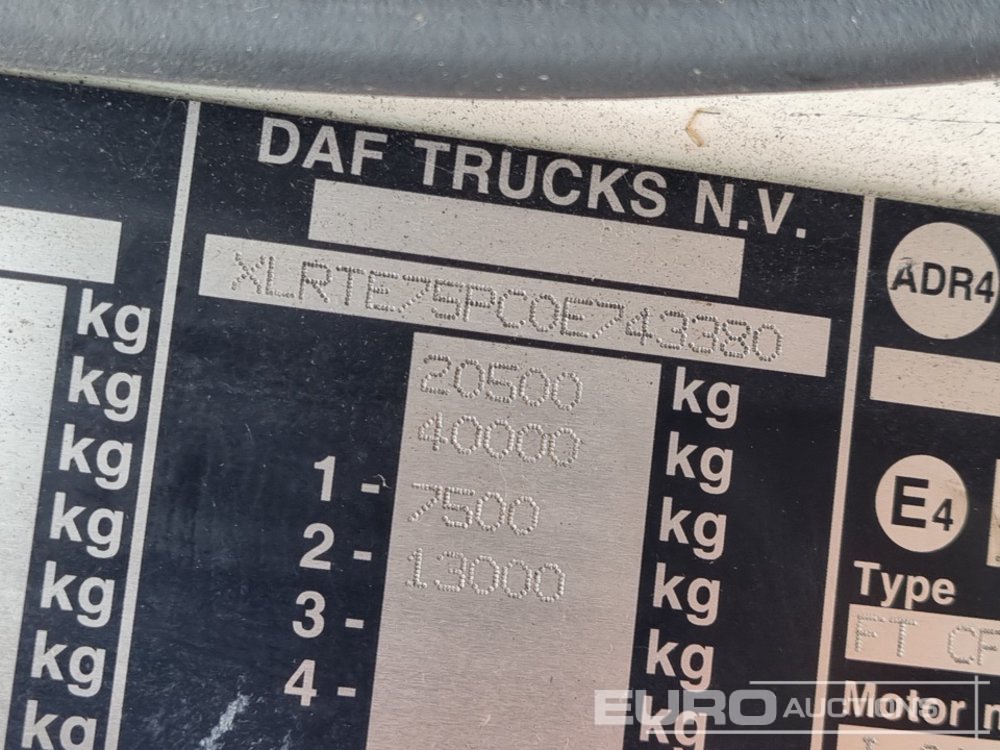 DAF TRUCKS N.V.
XLRTE75PC0E743380
20500 kg
40000 kg
1- 7500 kg
2- 13000 kg
3- kg
4- kg
kg
kg
kg
kg
kg
kg
kg
ADR4
E4
Type
FT CF
Motor n
EURO AUCTIONS